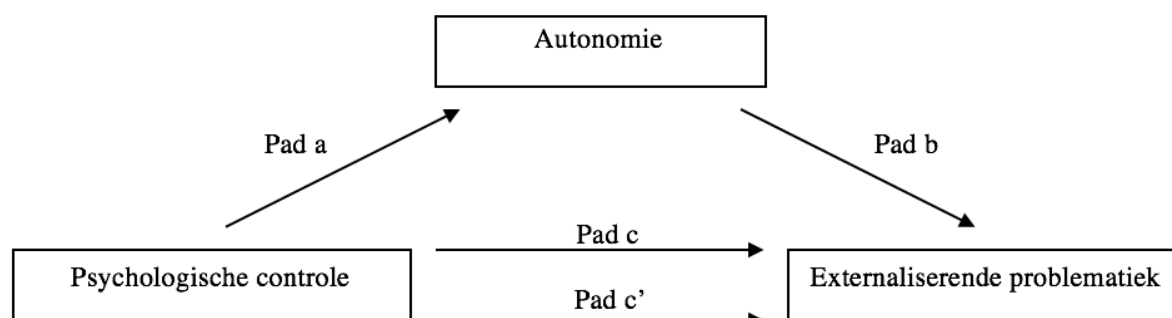 Autonomie
Pad a
Pad b
Pad c
Psychologische controle
Externaliserende problematiek
Pad c’